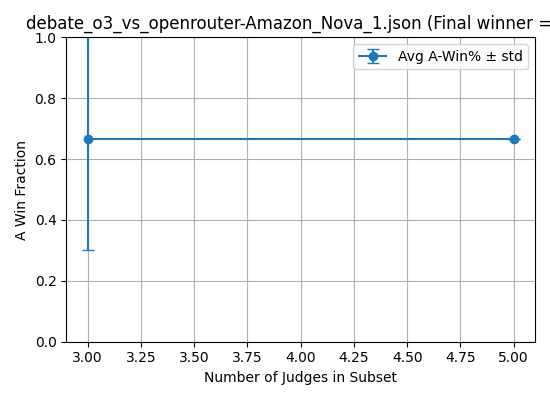 debate_o3_vs_openrouter-Amazon_Nova_1.json (Final winner =
Avg A-Win% ± std
1.0
0.8
0.6
0.4
0.2
0.0
A Win Fraction
3.00 3.25 3.50 3.75 4.00 4.25 4.50 4.75 5.00
Number of Judges in Subset